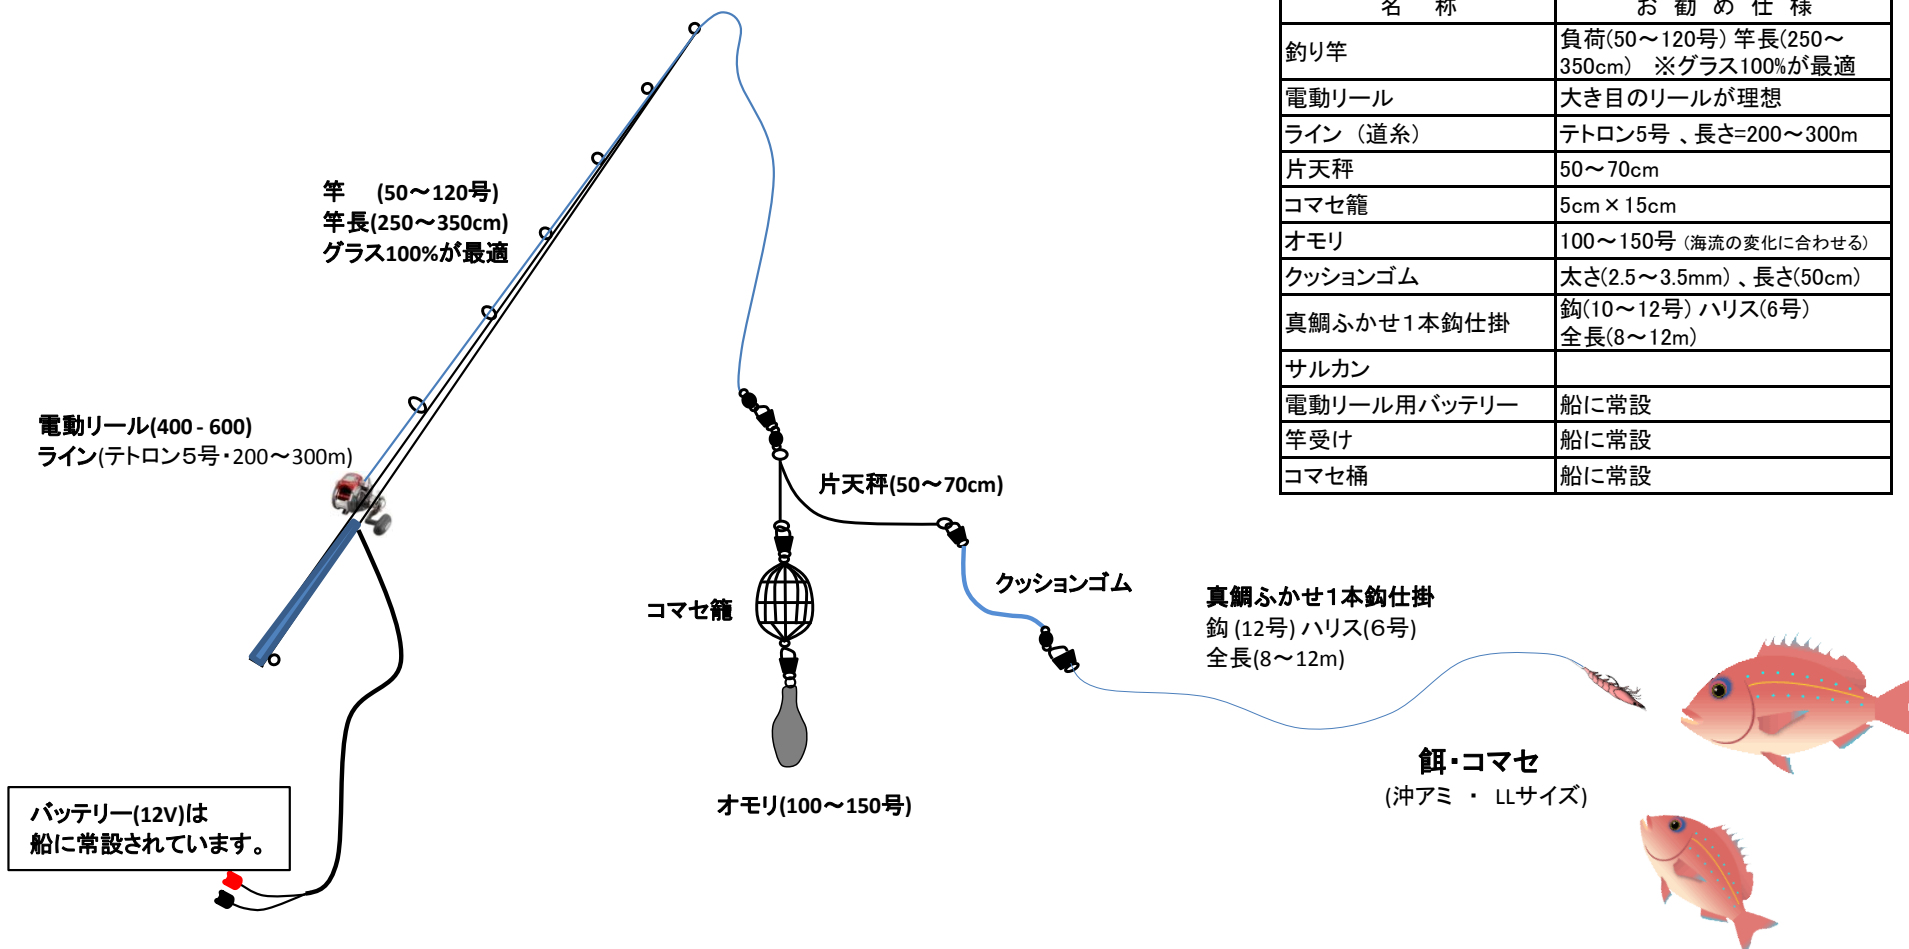 名　称　お 勧 め 仕 様
釣り竿　負荷(50～120号) 竿長(250～
350cm)　※グラス100%が最適
電動リール　大き目のリールが理想
ライン （道糸）　テトロン5号 、長さ=200～300m
片天秤　50～70cm
コマセ籠　5cm×15cm
オモリ　100～150号 (海流の変化に合わせる)
クッションゴム　太さ(2.5～3.5mm) 、長さ(50cm)
真鯛ふかせ１本鈎仕掛　鈎(10～12号) ハリス(6号)
全長(8～12m)
サルカン
電動リール用バッテリー　船に常設
竿受け　船に常設
コマセ桶　船に常設
竿　(50～120号)
竿長(250～350cm)
グラス100%が最適
電動リール(400 - 600)
ライン(テトロン５号・200～300m)
片天秤(50～70cm)
クッションゴム
コマセ籠
真鯛ふかせ１本鈎仕掛
鈎 (12号) ハリス(６号)
全長(8～12m)
餌・コマセ
(沖アミ ・ LLサイズ)
オモリ(100～150号)
バッテリー(12V)は
船に常設されています。